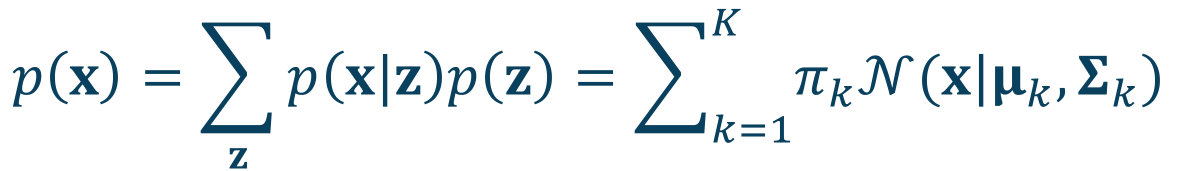 p(𝐱) = ∑_𝐳 p(𝐱|𝐳)p(𝐳) = ∑_{k=1}^{K} π_k 𝒩(𝐱|𝛍_k, 𝚺_k)